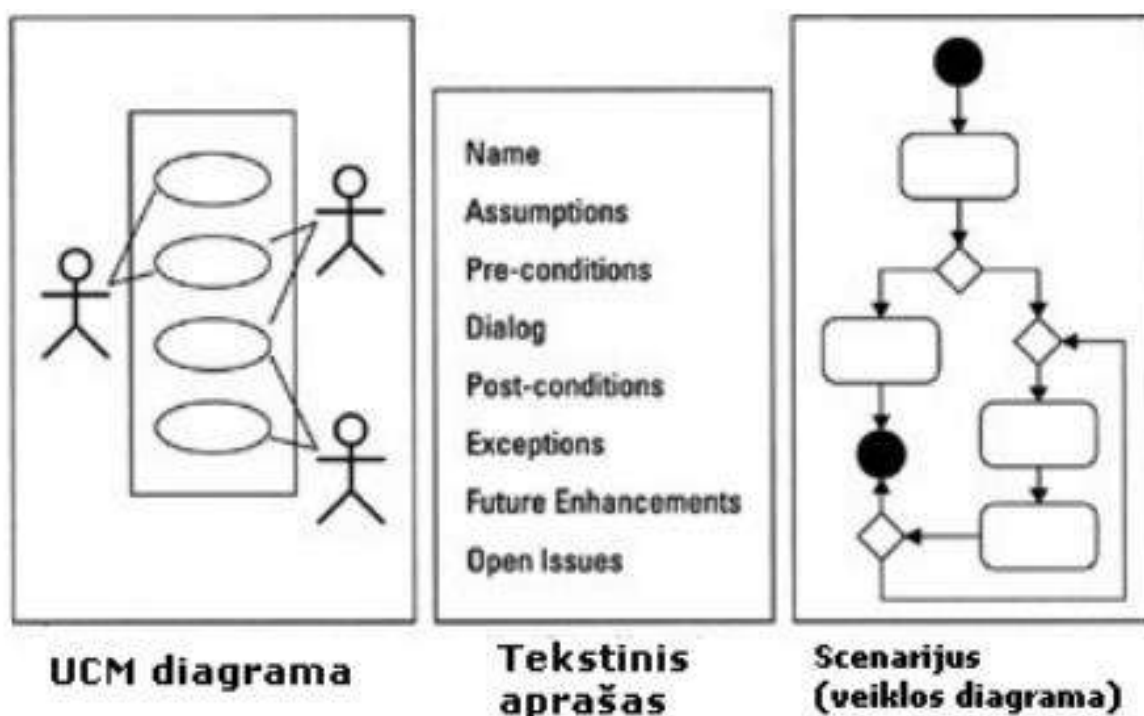 Name
Assumptions
Pre-conditions
Dialog
Post-conditions
Exceptions
Future Enhancements
Open Issues
UCM diagrama
Tekstinis
aprašas
Scenarijus
(veiklos diagrama)